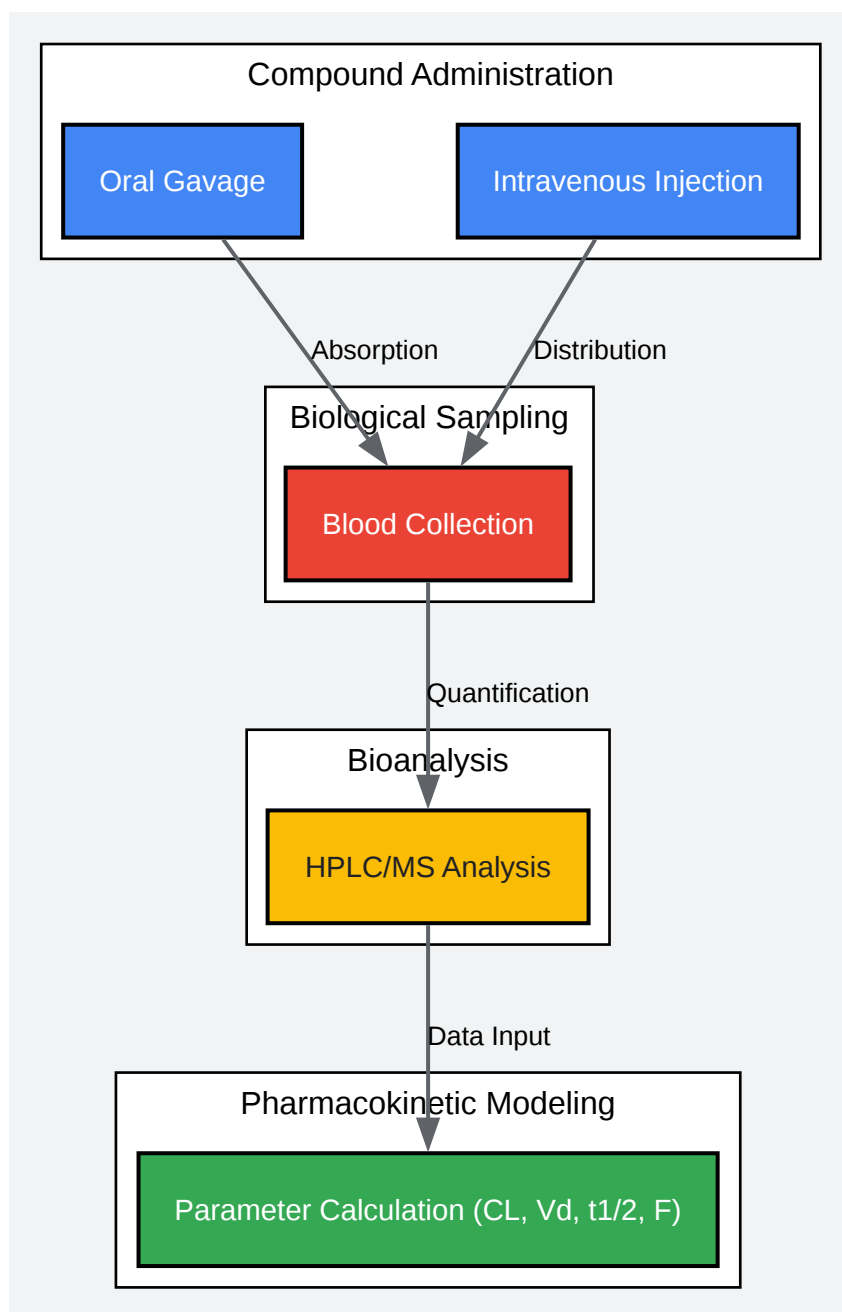 Compound Administration
Oral Gavage
Intravenous Injection
Absorption
Distribution
Biological Sampling
Blood Collection
Quantification
Bioanalysis
HPLC/MS Analysis
Data Input
Pharmacokinetic Modeling
Parameter Calculation (CL, Vd, t1/2, F)